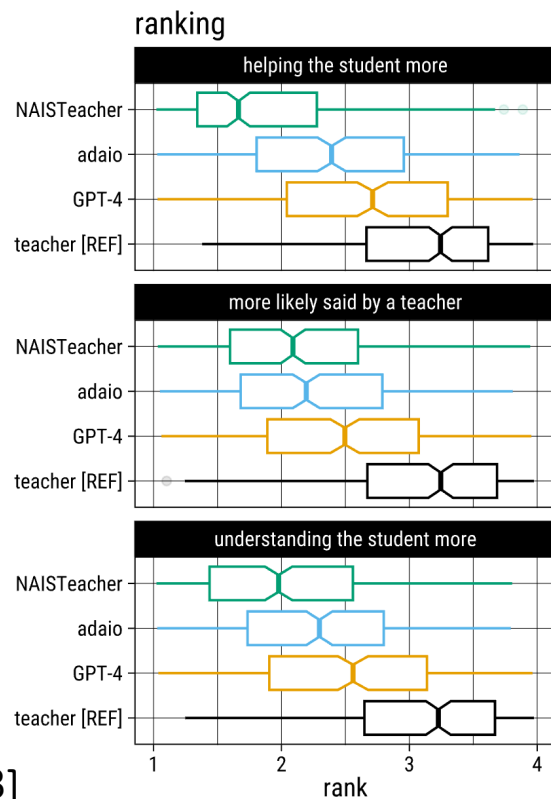 ranking
helping the student more
NAISTeacher
adaio
GPT-4
teacher [REF]
more likely said by a teacher
NAISTeacher
adaio
GPT-4
teacher [REF]
understanding the student more
NAISTeacher
adaio
GPT-4
teacher [REF]
1 2 3 4
rank